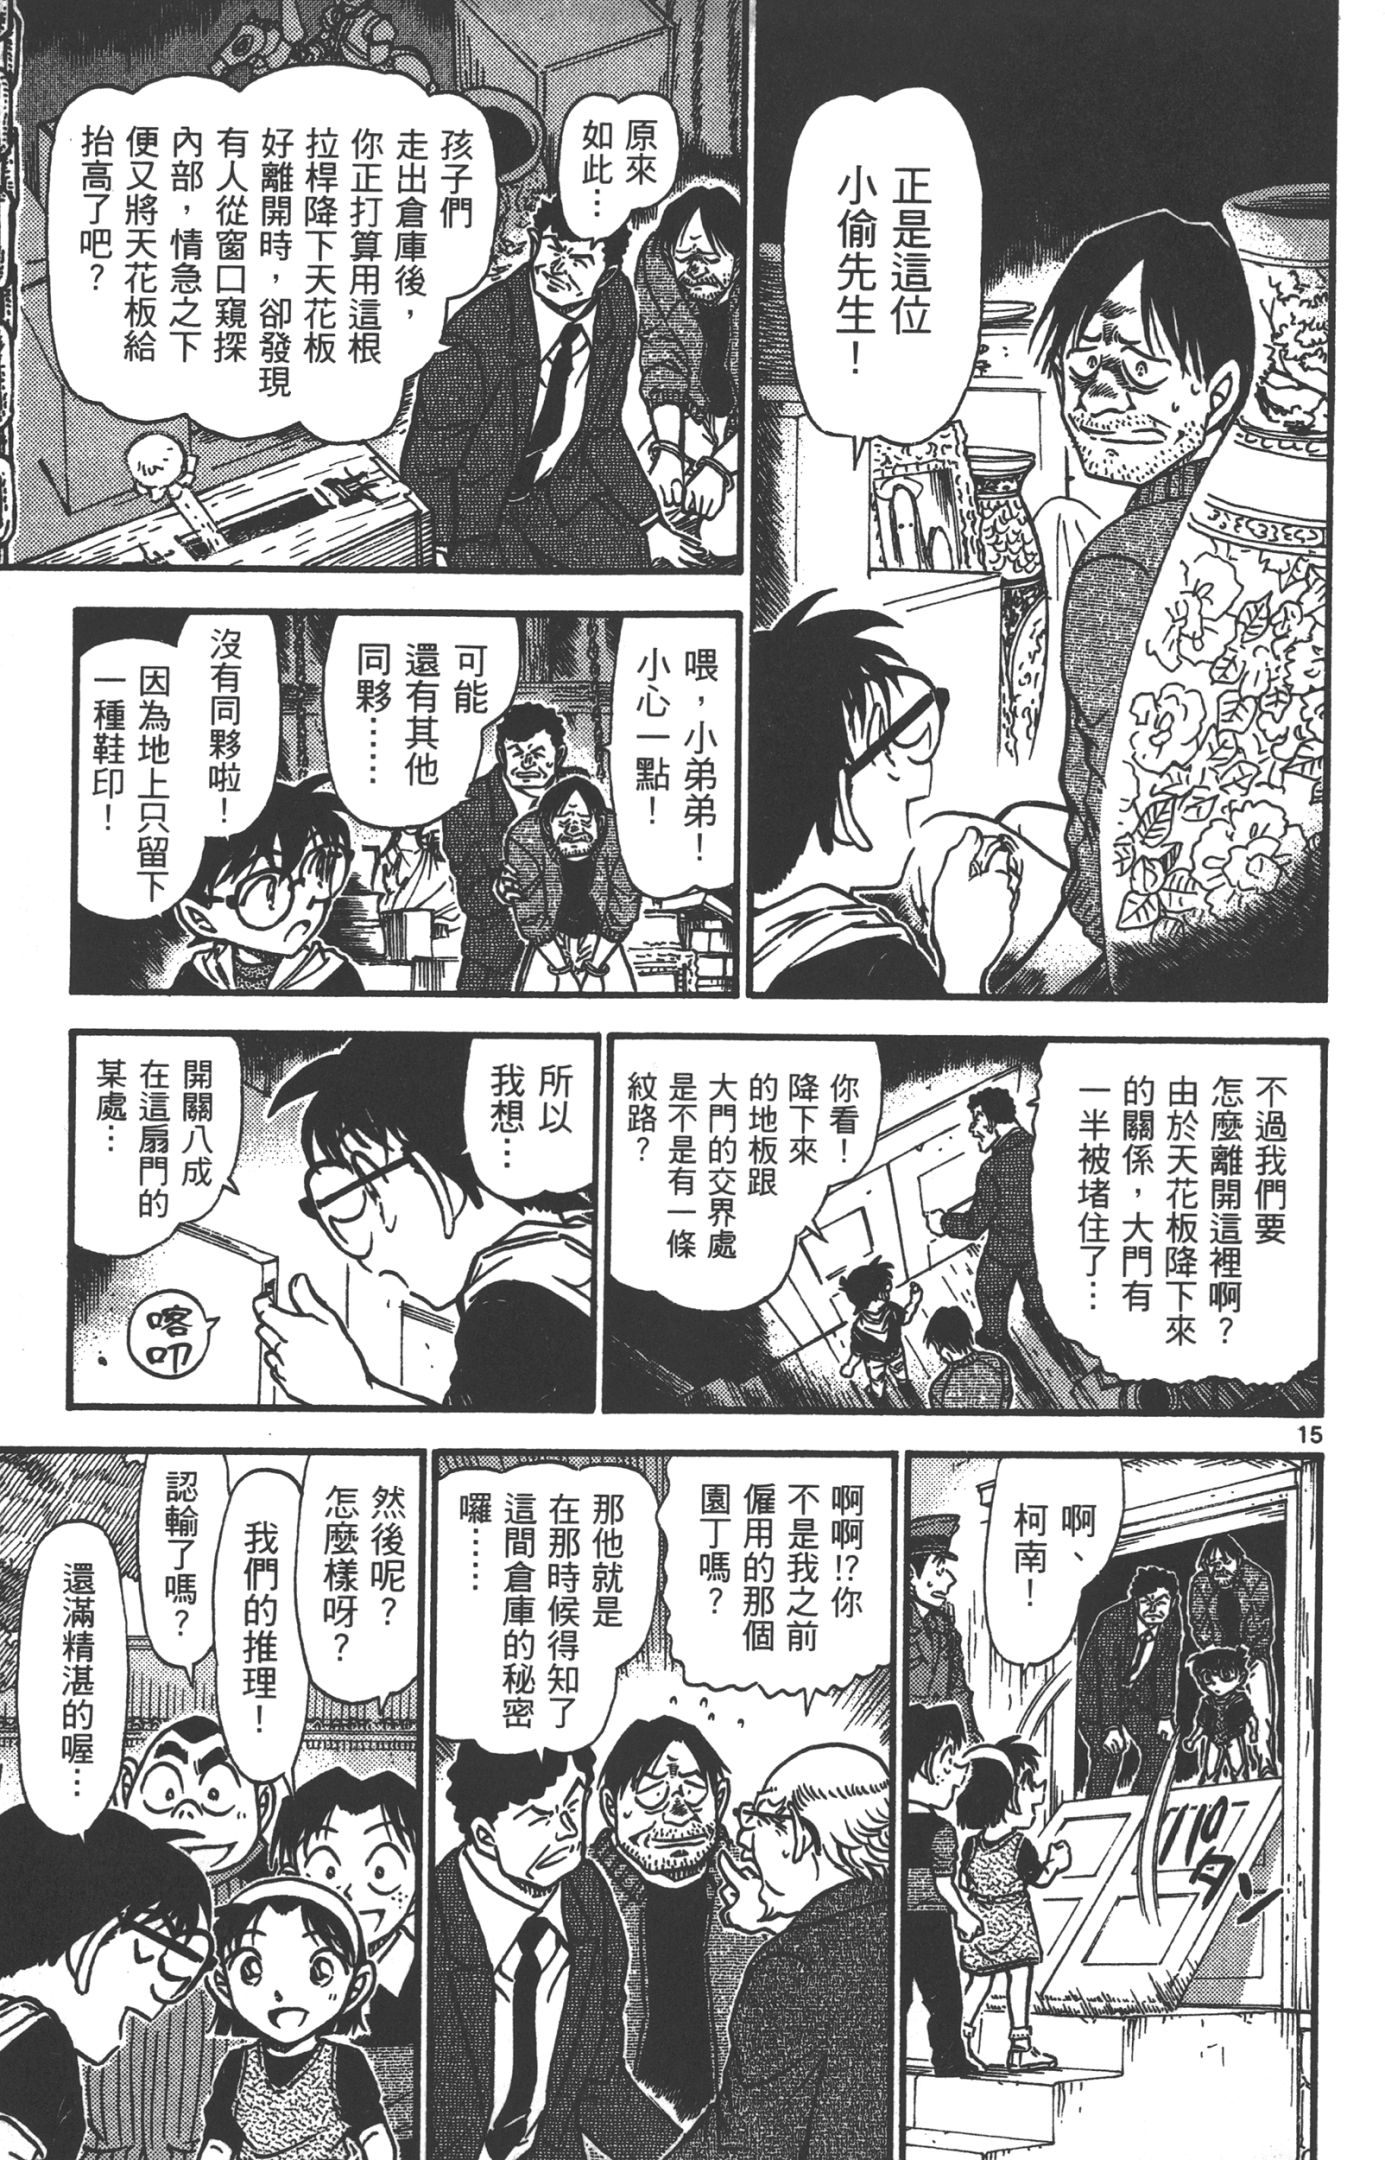 正是這位
小偷先生！
原來
如此…
孩子們
走出倉庫後，
你正打算用這根
拉桿降下天花板
好離開時，卻發現
有人從窗口窺探
內部，情急之下
便又將天花板給
抬高了吧？
喂，小弟弟！
小心一點！
可能
還有其他
同夥……
沒有同夥啦！
因為地上只留下
一種鞋印！
不過我們要
怎麼離開這裡啊？
由於天花板降下來
的關係，大門有
一半被堵住了…
你看！
降下來
的地板跟
大門的交界處
是不是有一條
紋路？
所以
我想…
開關八成
在這扇門的
某處…
喀
叩
15
啊、
柯南！
啊啊!?你
不是我之前
僱用的那個
園丁嗎？
那他就是
在那時候得知了
這間倉庫的秘密
囉……
然後呢？
怎麼樣呀？
我們的推理！
認輸了嗎？
還滿精湛的喔…